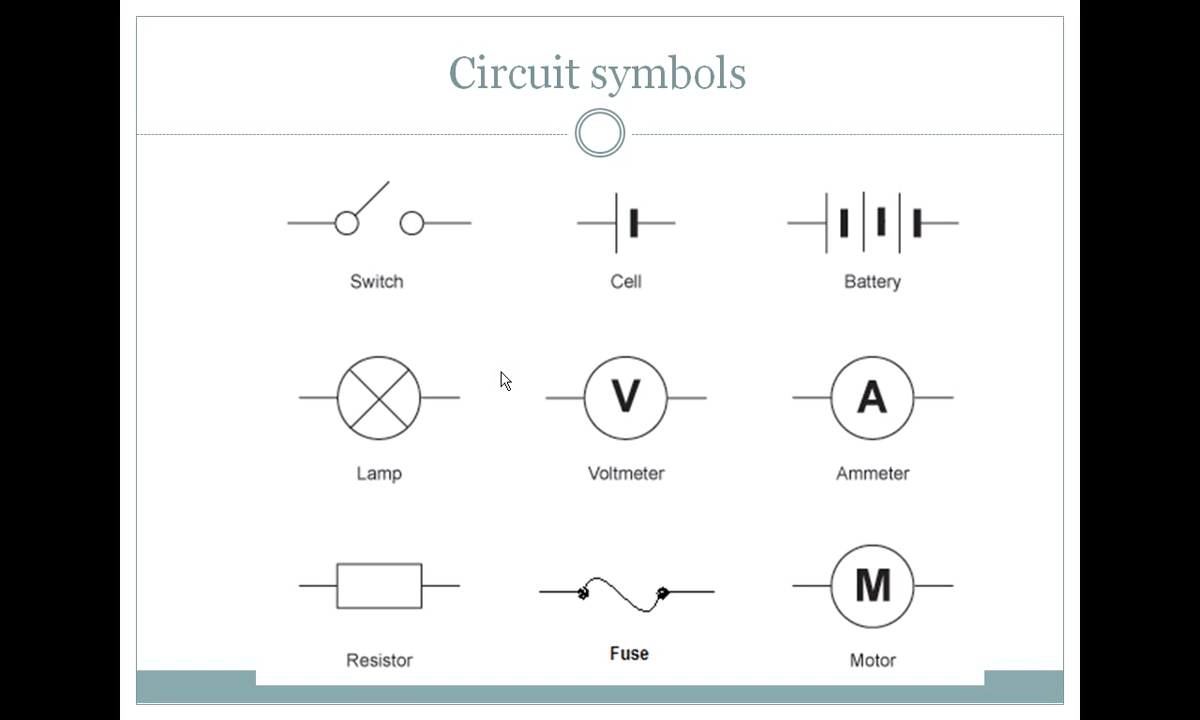 Circuit symbols
Switch
Cell
Battery
V
A
Lamp
Voltmeter
Ammeter
M
Resistor
Fuse
Motor